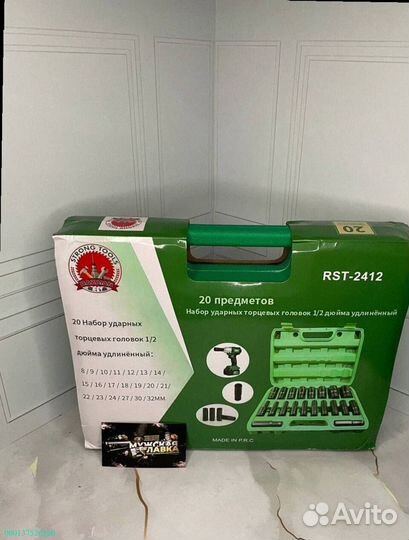 STRONG TOOLS
20
RST-2412
20 предметов
Набор ударных торцевых головок 1/2 дюйма удлинённый
20 Набор ударных
торцевых головок 1/2
дюйма удлинённый:
8 / 9 / 10 / 11 / 12 / 13 / 14 /
15 / 16 / 17 / 18 / 19 / 20 / 21/
22 / 23 / 24 / 27 / 30 / 32ММ
МУЖСКАЯ
ЛАВКА
MADE IN P.R.C
Avito